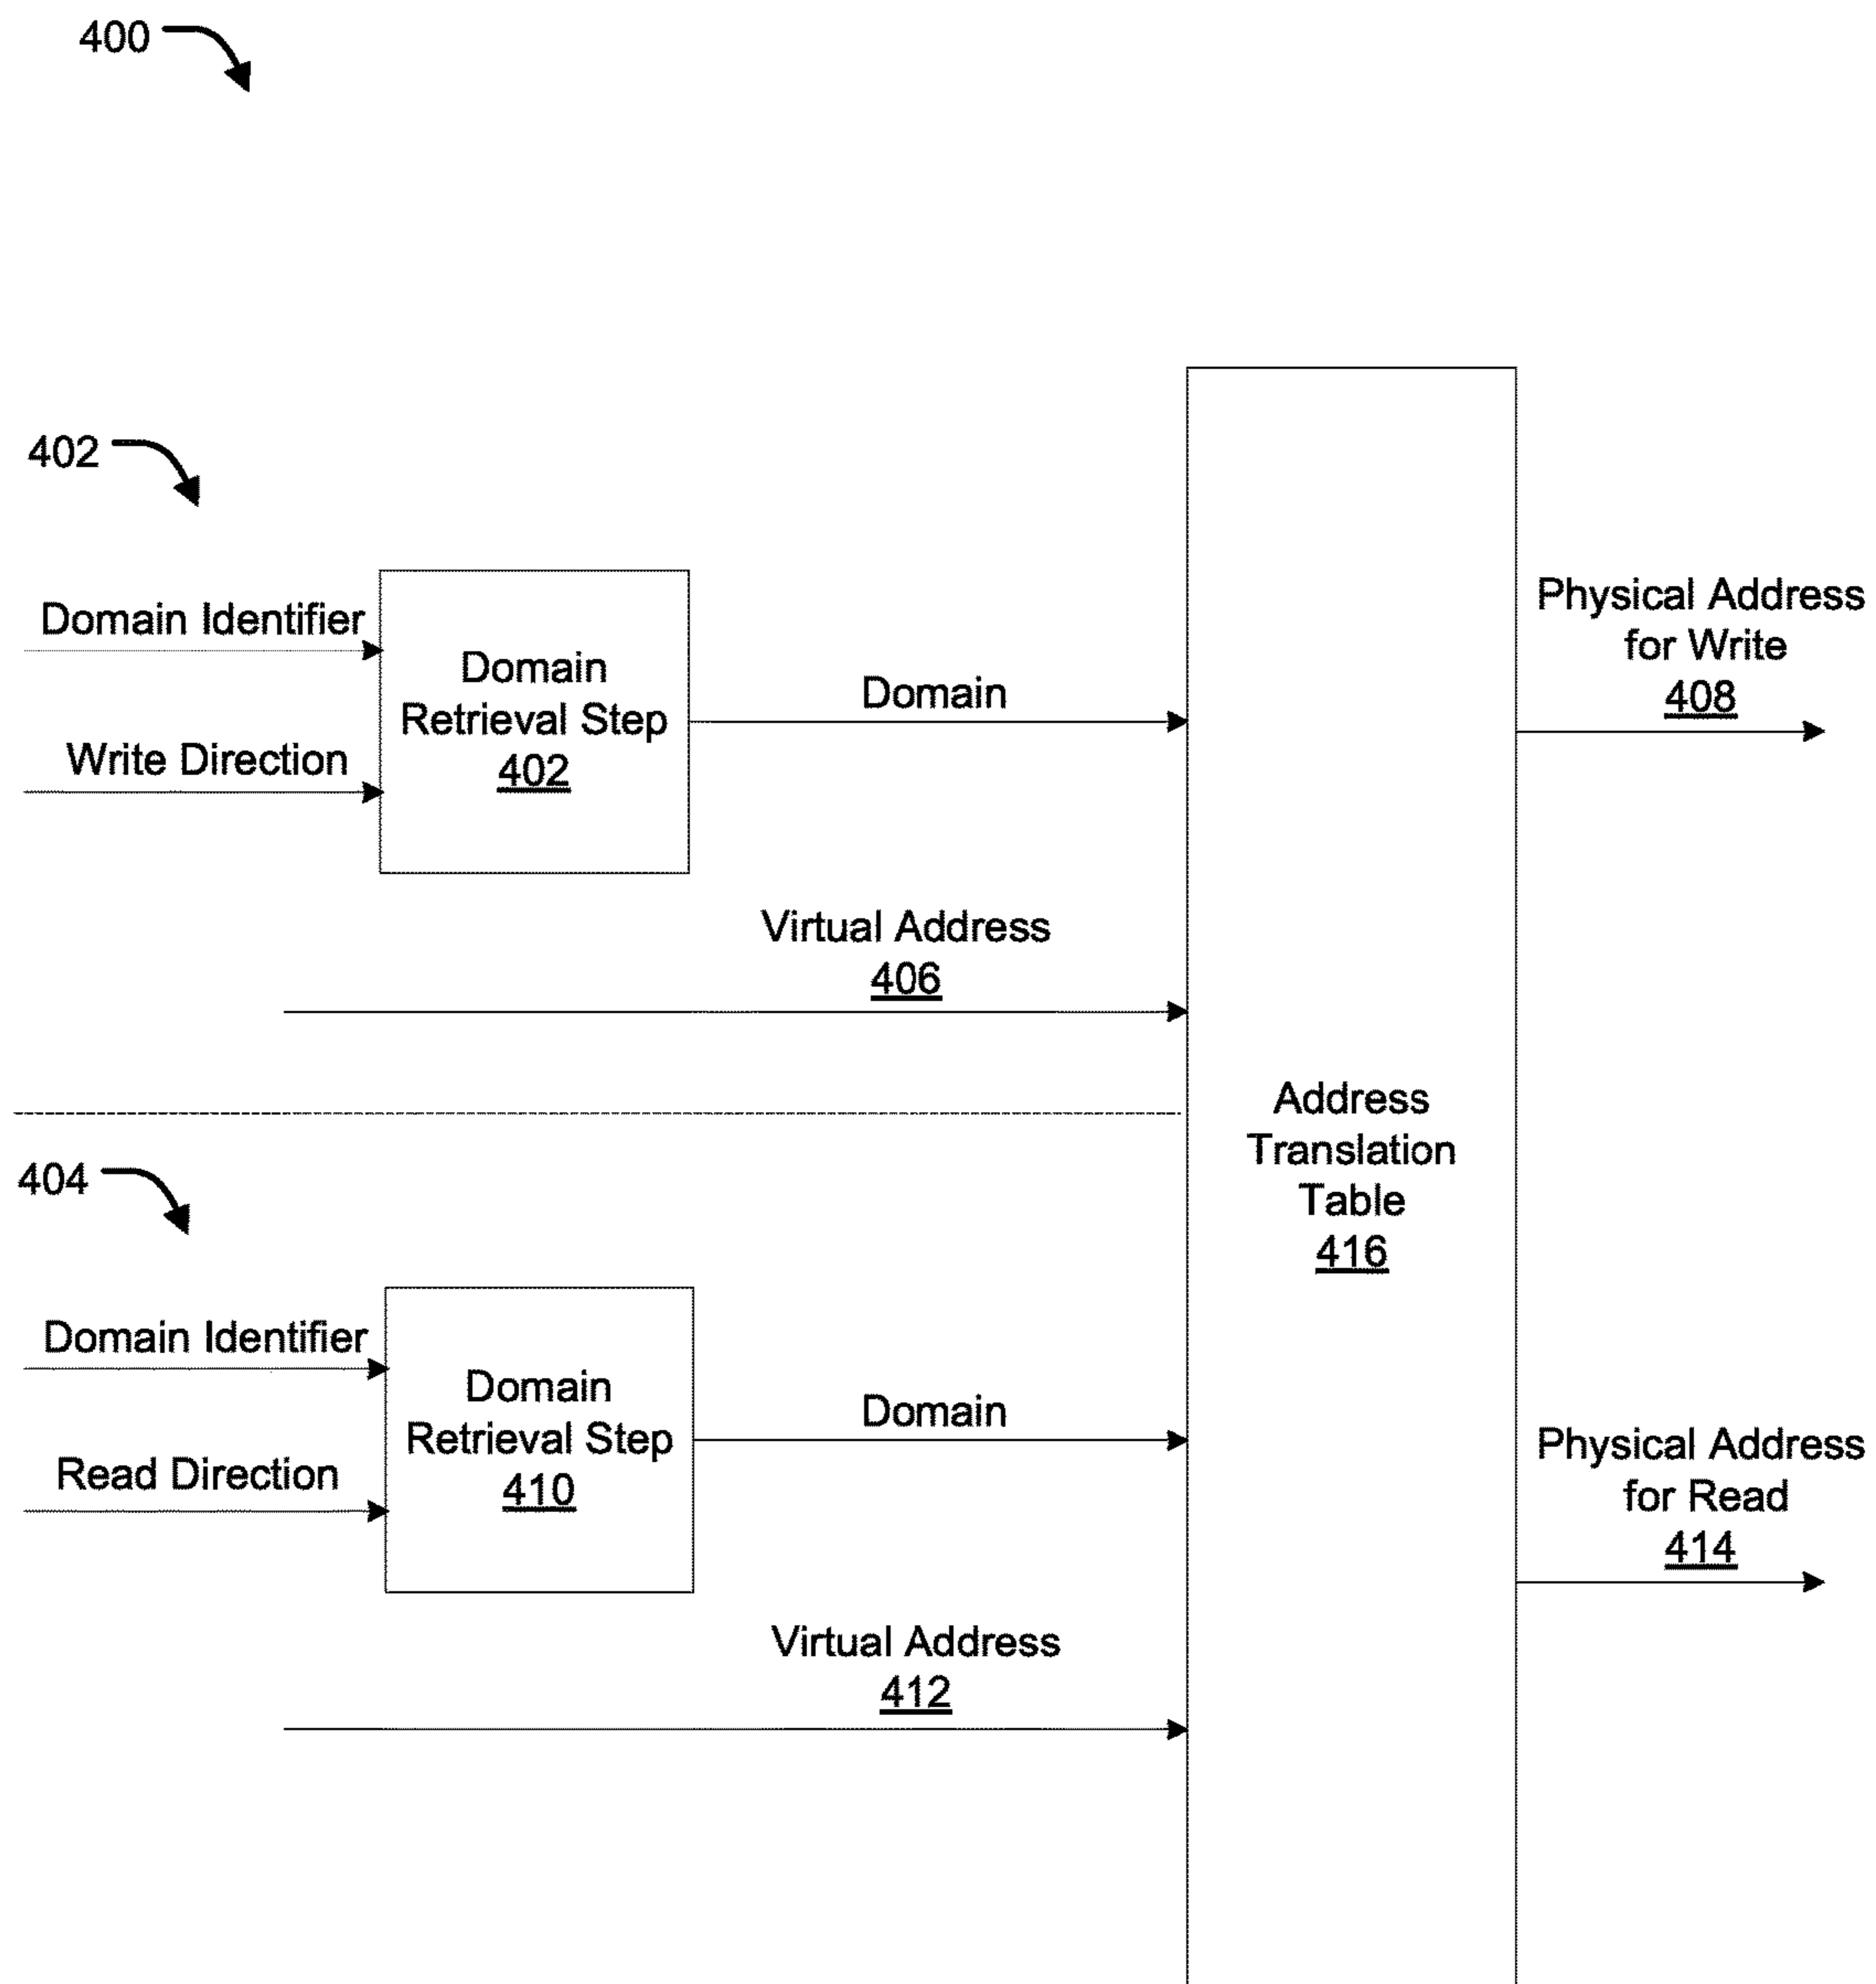 400
402
Domain Identifier
Write Direction
Domain
Retrieval Step
402
Domain
Virtual Address
406
Physical Address
for Write
408
Address
Translation
Table
416
404
Domain Identifier
Read Direction
Domain
Retrieval Step
410
Domain
Virtual Address
412
Physical Address
for Read
414